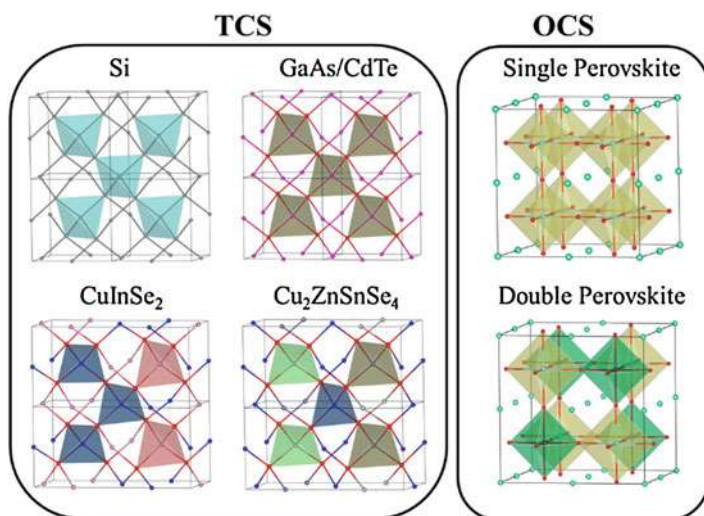 TCS
OCS
Si
GaAs/CdTe
Single Perovskite
CuInSe₂
Cu₂ZnSnSe₄
Double Perovskite